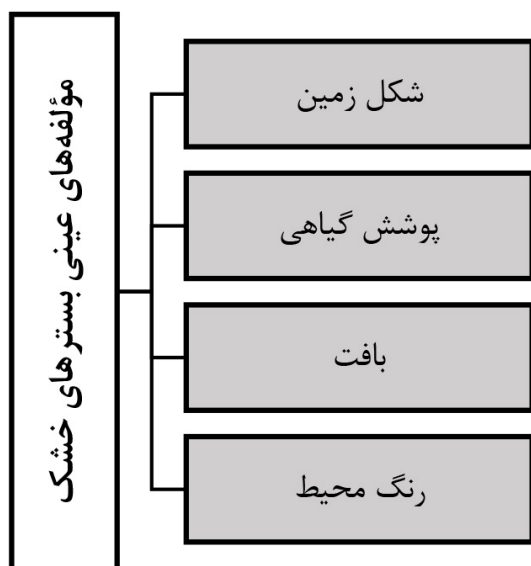 مؤلفه‌های عینی بسترهای خشک
شکل زمین
پوشش گیاهی
بافت
رنگ محیط